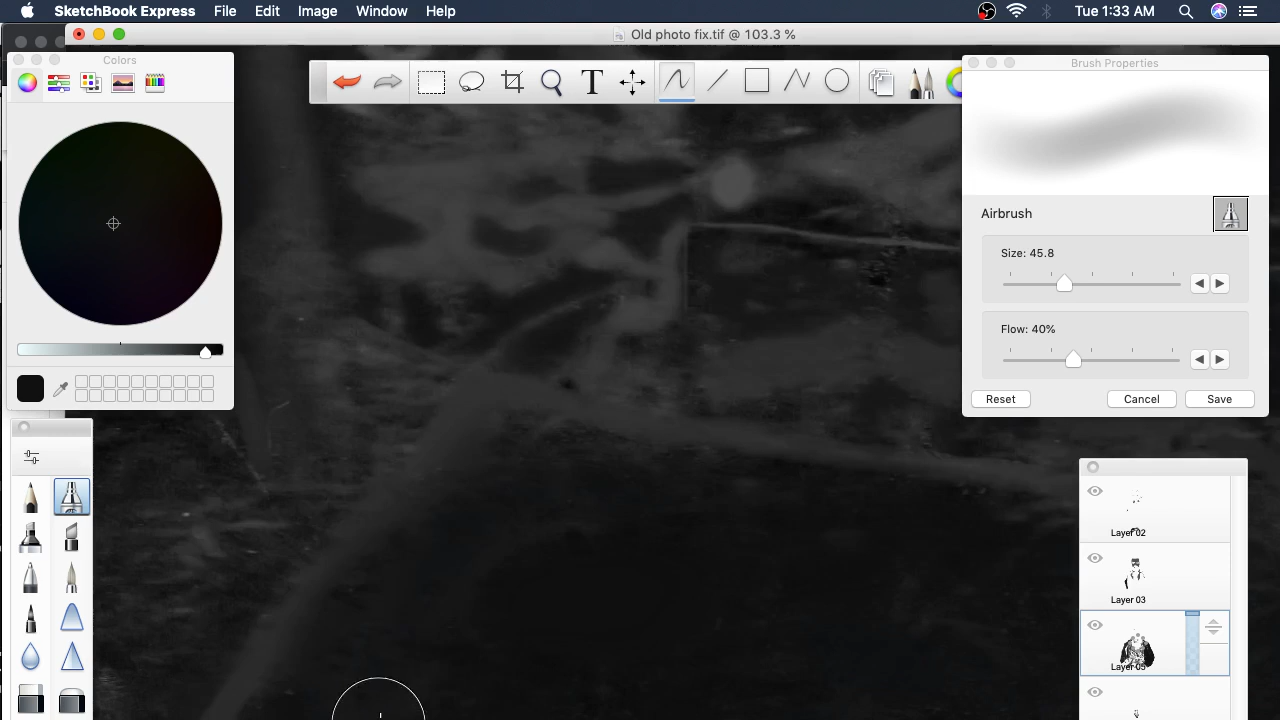 SketchBook Express File Edit Image Window Help Tue 1:33 AM
Old photo fix.tif @ 103.3 %
Colors
Brush Properties
T
Airbrush
Size: 45.8
Flow: 40%
Reset Cancel Save
Layer 02
Layer 03
Layer 05